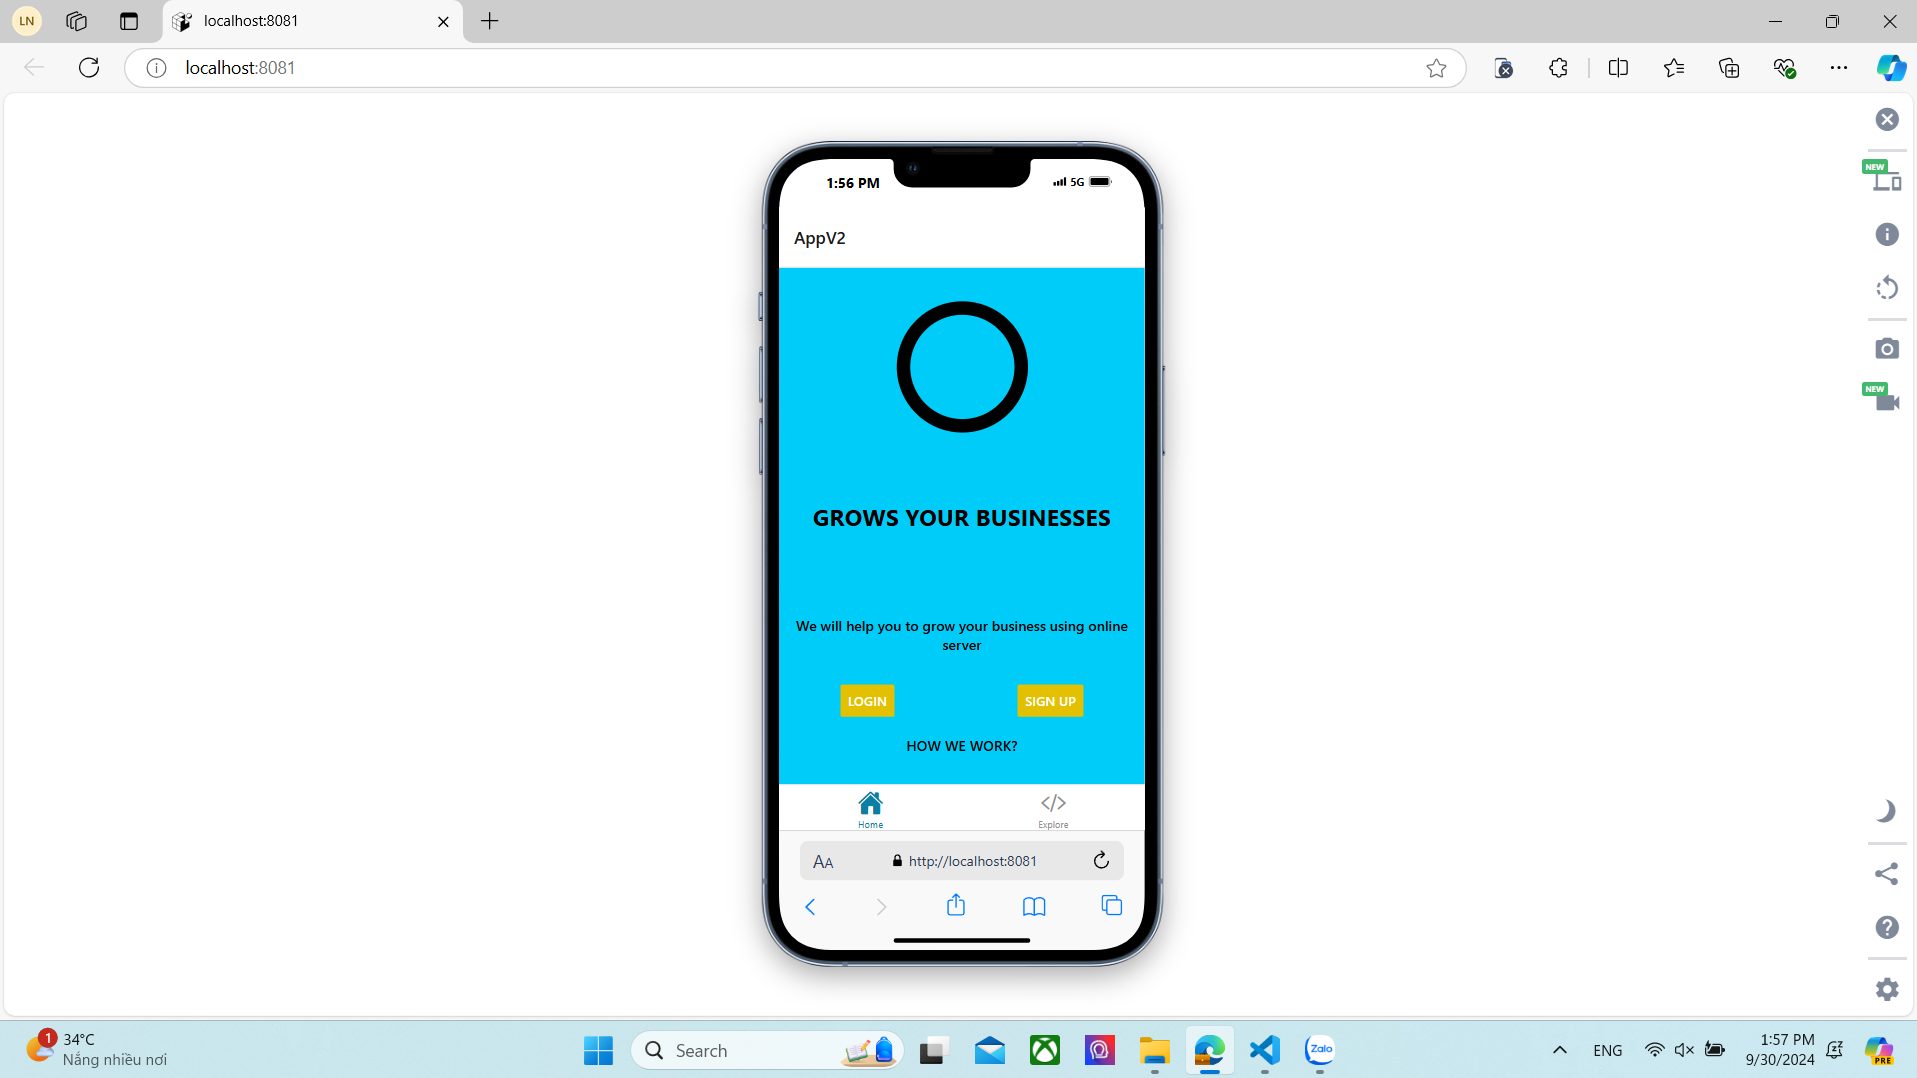 LN
localhost:8081
localhost:8081
NEW
1:56 PM
5G
AppV2
GROWS YOUR BUSINESSES
We will help you to grow your business using online
server
LOGIN
SIGN UP
HOW WE WORK?
Home
Explore
AA
http://localhost:8081
NEW
1
34°C
Nắng nhiều nơi
Search
Zalo
ENG
1:57 PM
9/30/2024
PRE